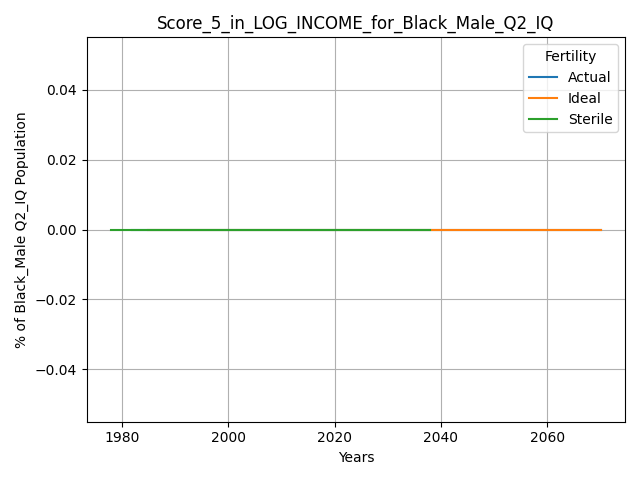 Score_5_in_LOG_INCOME_for_Black_Male_Q2_IQ
Fertility
Actual
Ideal
Sterile
% of Black_Male Q2_IQ Population
0.04
0.02
0.00
−0.02
−0.04
1980 2000 2020 2040 2060
Years